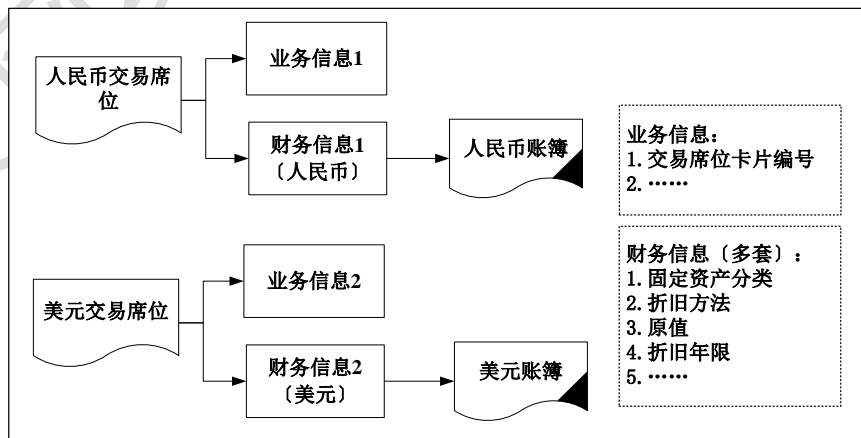 人民币交易席
位
业务信息1
财务信息1
〔人民币〕
人民币账簿
业务信息：
1. 交易席位卡片编号
2. ……
美元交易席位
业务信息2
财务信息2
〔美元〕
美元账簿
财务信息〔多套〕：
1. 固定资产分类
2. 折旧方法
3. 原值
4. 折旧年限
5. ……